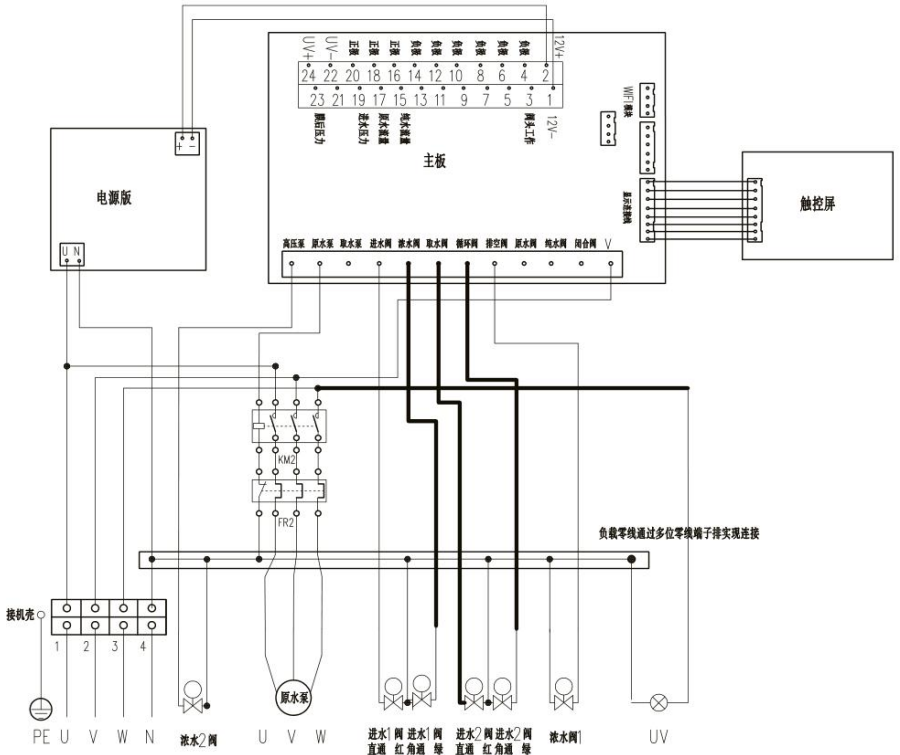 UV+ UV- 正极 正极 正极 负极 负极 负极 负极 负极 负极 12V+
24 22 20 18 16 14 12 10 8 6 4 2
23 21 19 17 15 13 11 9 7 5 3 1
膜后压力 进水压力 原水流量 纯水流量 阀头工作 12V-
WIFI模块
主板
+ -
电源版
U N
显示连接线
触控屏
高压泵 原水泵 取水泵 进水阀 浓水阀 取水阀 循环阀 排空阀 原水阀 纯水阀 闭合阀 V
KM2
FR2
负载零线通过多位零线端子排实现连接
接机壳
1 2 3 4
原水泵
PE U V W N
浓水2阀
U V W
进水1阀 进水1阀
直通 红 角通 绿
进水2阀 进水2阀
直通 红 角通 绿
浓水阀1
UV